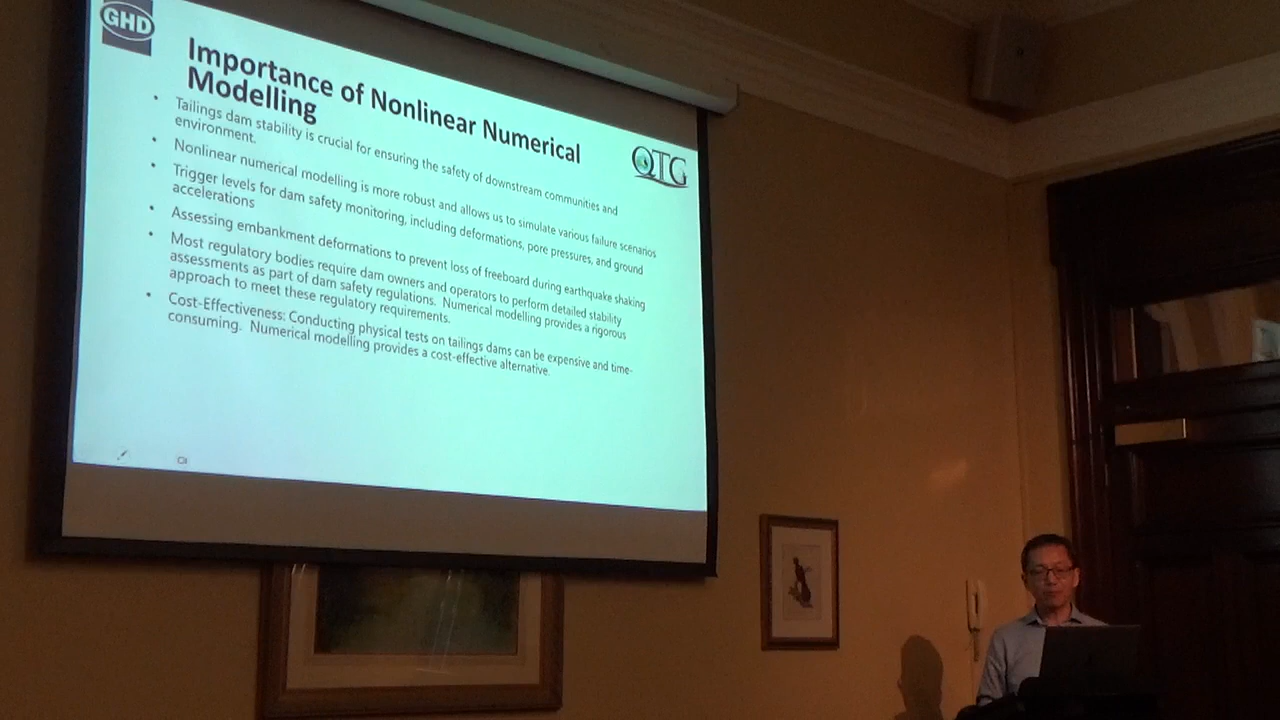 GHD
Importance of Nonlinear Numerical
Modelling
QTG
• Tailings dam stability is crucial for ensuring the safety of downstream communities and
environment.
• Nonlinear numerical modelling is more robust and allows us to simulate various failure scenarios
• Trigger levels for dam safety monitoring, including deformations, pore pressures, and ground
accelerations
• Assessing embankment deformations to prevent loss of freeboard during earthquake shaking
• Most regulatory bodies require dam owners and operators to perform detailed stability
assessments as part of dam safety regulations. Numerical modelling provides a rigorous
approach to meet these regulatory requirements.
• Cost-Effectiveness: Conducting physical tests on tailings dams can be expensive and time-
consuming. Numerical modelling provides a cost-effective alternative.